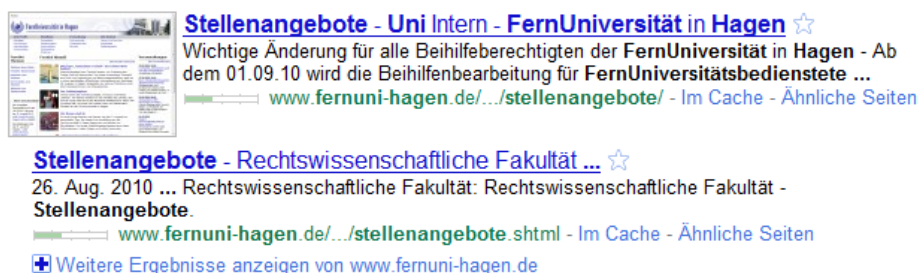 Stellenangebote - Uni Intern - FernUniversität in Hagen
Wichtige Änderung für alle Beihilfeberechtigten der FernUniversität in Hagen - Ab
dem 01.09.10 wird die Beihilfenbearbeitung für FernUniversitätsbedienstete ...
www.fernuni-hagen.de/.../stellenangebote/ - Im Cache - Ähnliche Seiten
Stellenangebote - Rechtswissenschaftliche Fakultät ...
26. Aug. 2010 ... Rechtswissenschaftliche Fakultät: Rechtswissenschaftliche Fakultät -
Stellenangebote.
www.fernuni-hagen.de/.../stellenangebote.shtml - Im Cache - Ähnliche Seiten
Weitere Ergebnisse anzeigen von www.fernuni-hagen.de